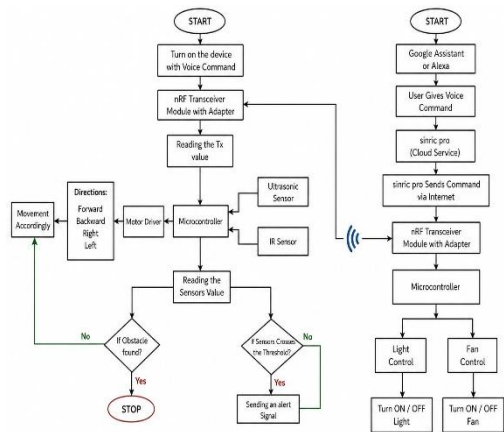 START
Turn on the device
with Voice Command
nRF Transceiver
Module with Adapter
Reading the Tx
value
Ultrasonic
Sensor
Directions:
Forward
Backward
Right
Left
Movement
Accordingly
Motor Driver
Microcontroller
IR Sensor
Reading the
Sensors Value
No
If Obstacle
found?
Yes
STOP
If Sensors Crosses
the Threshold?
No
Yes
Sending an alert
Signal
START
Google Assistant
or Alexa
User Gives Voice
Command
sinric pro
(Cloud Service)
sinric pro Sends Command
via Internet
nRF Transceiver
Module with Adapter
Microcontroller
Light
Control
Fan
Control
Turn ON / OFF
Light
Turn ON / OFF
Fan